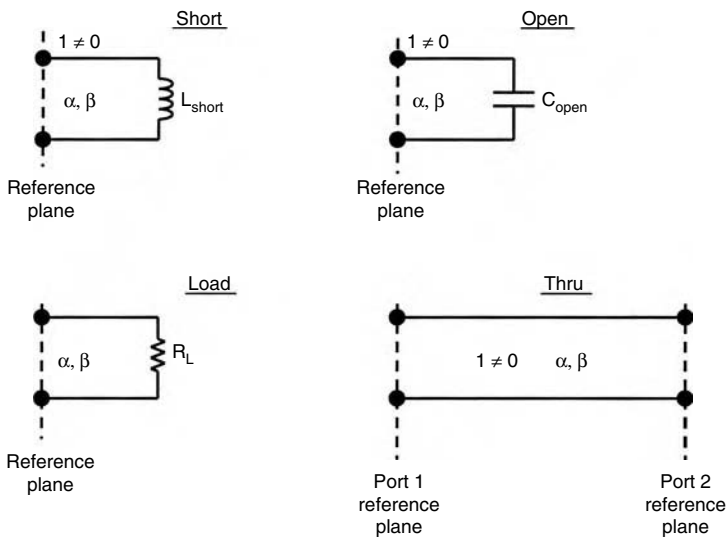 Short
1 ≠ 0
α, β
L_short
Reference
plane
Open
1 ≠ 0
α, β
C_open
Reference
plane
Load
α, β
R_L
Reference
plane
Thru
1 ≠ 0 α, β
Port 1
reference
plane
Port 2
reference
plane